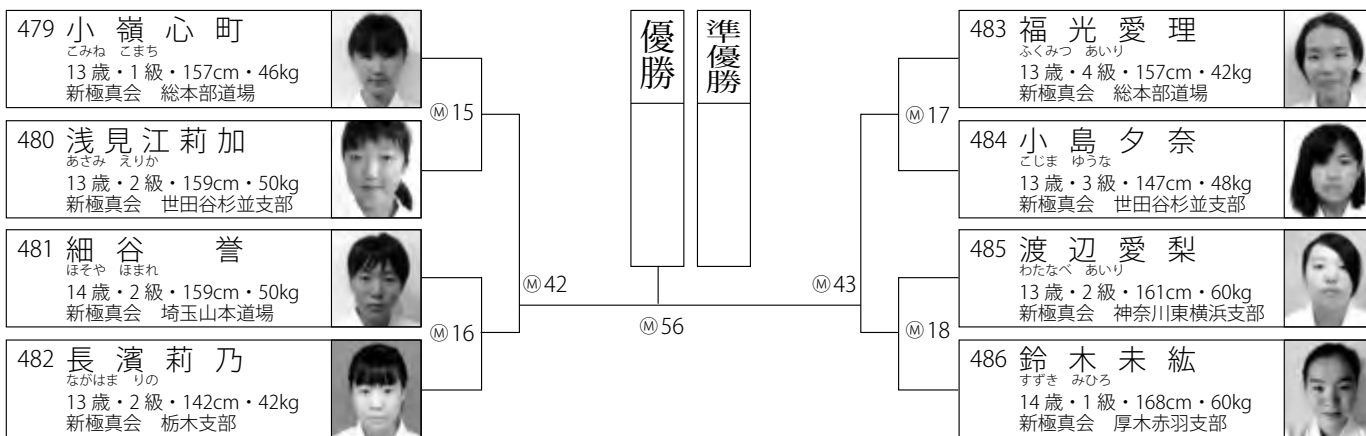 479 小嶺心町
こみね こまち
13 歳・1 級・157cm・46kg
新極真会 総本部道場
480 浅見江莉加
あさみ えりか
13 歳・2 級・159cm・50kg
新極真会 世田谷杉並支部
481 細谷 誉
ほそや ほまれ
14 歳・2 級・159cm・50kg
新極真会 埼玉山本道場
482 長濱莉乃
ながはま りの
13 歳・2 級・142cm・42kg
新極真会 栃木支部
Ⓜ15
Ⓜ16
Ⓜ42
優勝
準優勝
Ⓜ56
Ⓜ43
Ⓜ17
Ⓜ18
483 福光愛理
ふくみつ あいり
13 歳・4 級・157cm・42kg
新極真会 総本部道場
484 小島夕奈
こじま ゆうな
13 歳・3 級・147cm・48kg
新極真会 世田谷杉並支部
485 渡辺愛梨
わたなべ あいり
13 歳・2 級・161cm・60kg
新極真会 神奈川東横浜支部
486 鈴木未紘
すずき みひろ
14 歳・1 級・168cm・60kg
新極真会 厚木赤羽支部